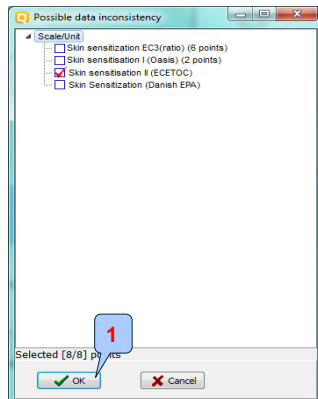 Possible data inconsistency
Scale/Unit
Skin sensitization EC3(ratio) (6 points)
Skin sensitisation I (Oasis) (2 points)
Skin sensitisation II (ECETOC)
Skin Sensitization (Danish EPA)
1
Selected [8/8] points
OK
Cancel